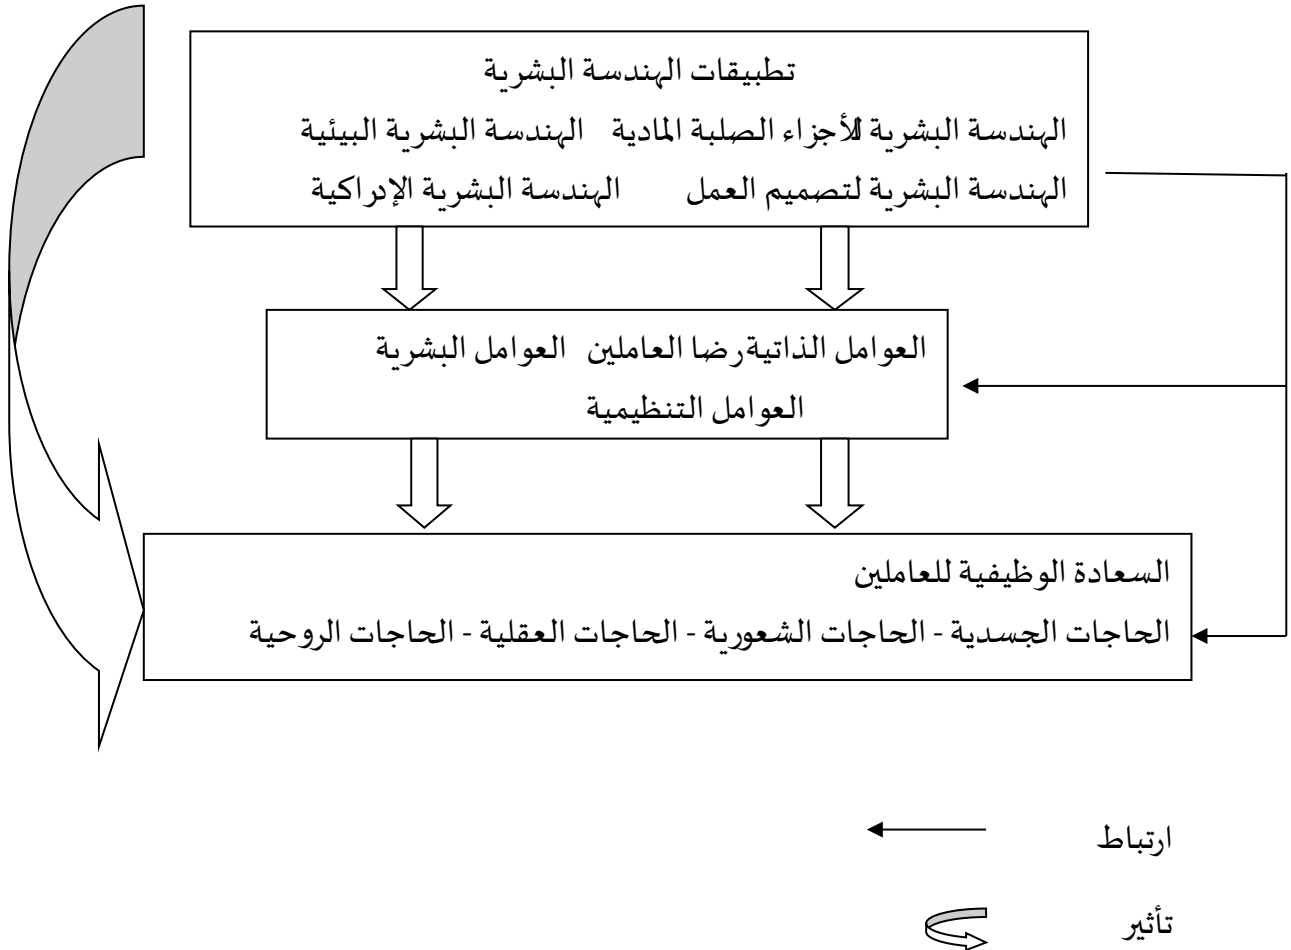 تطبيقات الهندسة البشرية
الهندسة البشرية للأجزاء الصلبة المادية الهندسة البشرية البيئية
الهندسة البشرية لتصميم العمل الهندسة البشرية الإدراكية
العوامل الذاتية رضا العاملين العوامل البشرية
العوامل التنظيمية
السعادة الوظيفية للعاملين
الحاجات الجسدية - الحاجات الشعورية - الحاجات العقلية - الحاجات الروحية
ارتباط
تأثير